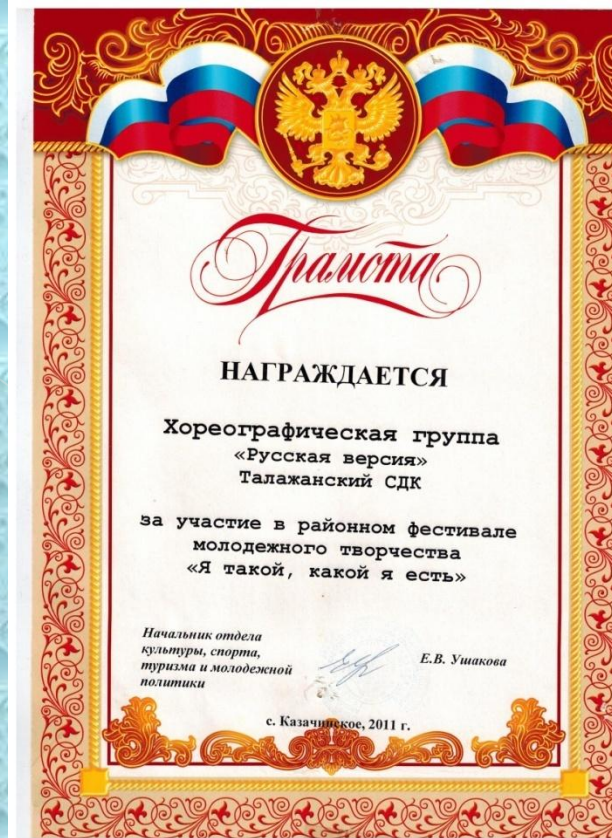 Грамота
НАГРАЖДАЕТСЯ
Хореографическая группа
«Русская версия»
Талажанский СДК
за участие в районном фестивале
молодежного творчества
«Я такой, какой я есть»
Начальник отдела
культуры, спорта,
туризма и молодежной
политики
Е.В. Ушакова
с. Казачинское, 2011 г.